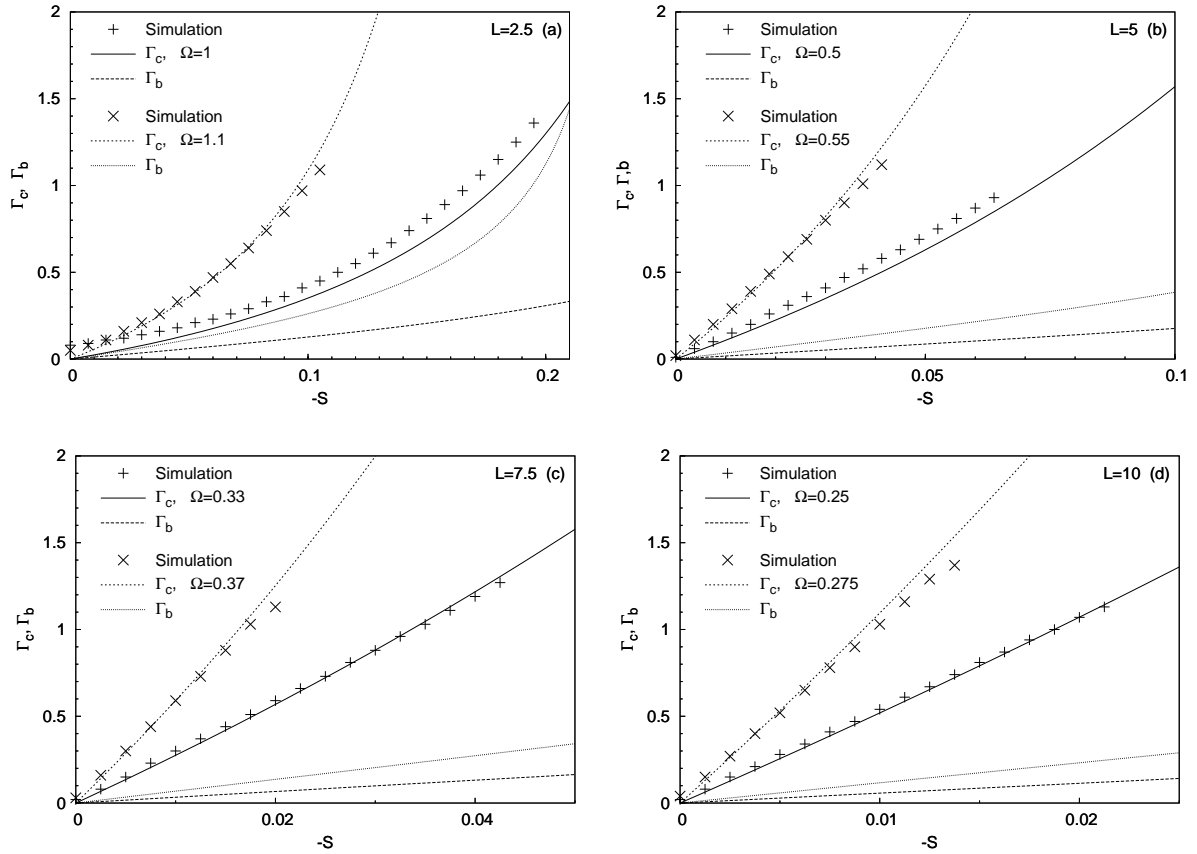 L=2.5 (a)
Simulation
Γc, Ω=1
Γb
Simulation
Γc, Ω=1.1
Γb
2
1.5
1
0.5
0
Γc, Γb
0
0.1
0.2
-S
L=5 (b)
Simulation
Γc, Ω=0.5
Γb
Simulation
Γc, Ω=0.55
Γb
2
1.5
1
0.5
0
Γc, Γ,b
0
0.05
0.1
-S
L=7.5 (c)
Simulation
Γc, Ω=0.33
Γb
Simulation
Γc, Ω=0.37
Γb
2
1.5
1
0.5
0
Γc, Γb
0
0.02
0.04
-S
L=10 (d)
Simulation
Γc, Ω=0.25
Γb
Simulation
Γc, Ω=0.275
Γb
2
1.5
1
0.5
0
Γc, Γb
0
0.01
0.02
-S